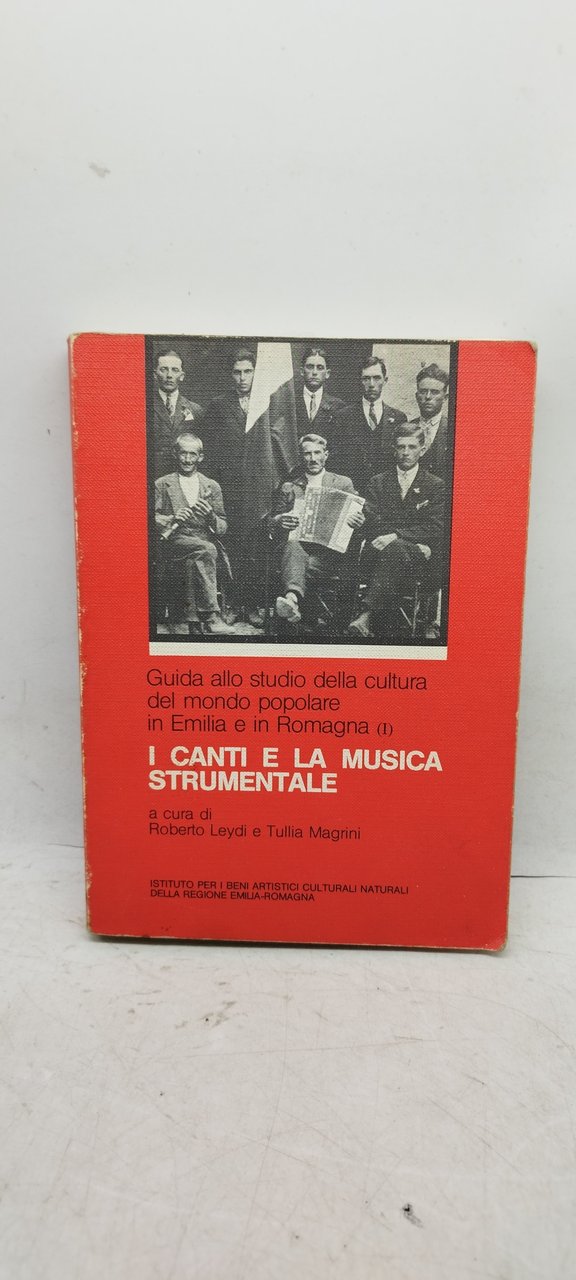 Guida allo studio della cultura
del mondo popolare
in Emilia e in Romagna (I)
I CANTI E LA MUSICA
STRUMENTALE
a cura di
Roberto Leydi e Tullia Magrini
ISTITUTO PER I BENI ARTISTICI CULTURALI NATURALI
DELLA REGIONE EMILIA-ROMAGNA